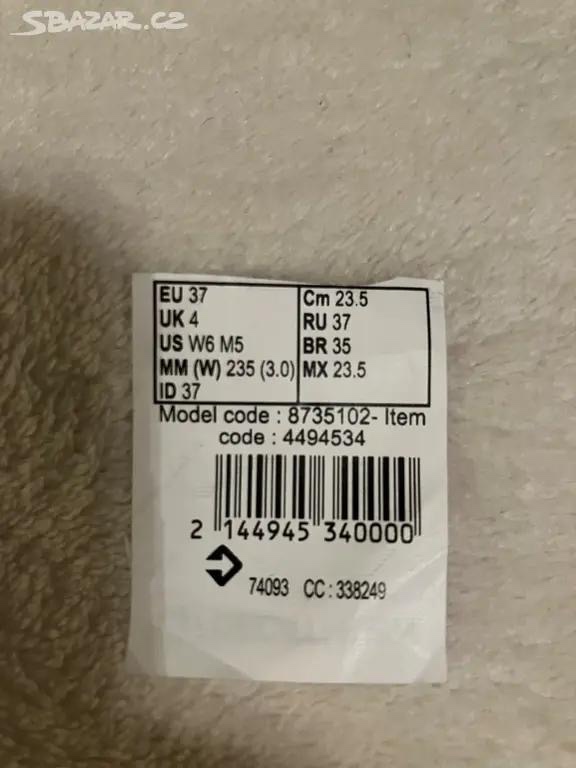 SBAZAR.CZ
EU 37
UK 4
US W6 M5
MM (W) 235 (3.0)
ID 37
Cm 23.5
RU 37
BR 35
MX 23.5
Model code : 8735102- Item
code : 4494534
2 144945 340000
74093 CC : 338249